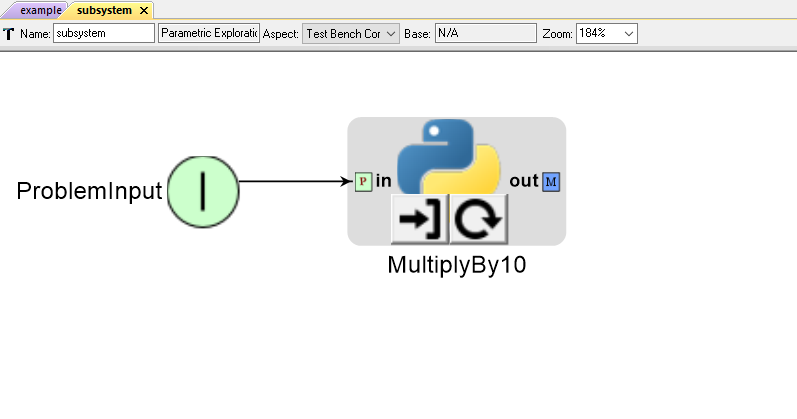 example subsystem
Name: subsystem Parametric Exploratic Aspect: Test Bench Cor Base: N/A Zoom: 184%
ProblemInput
P in out M
MultiplyBy10